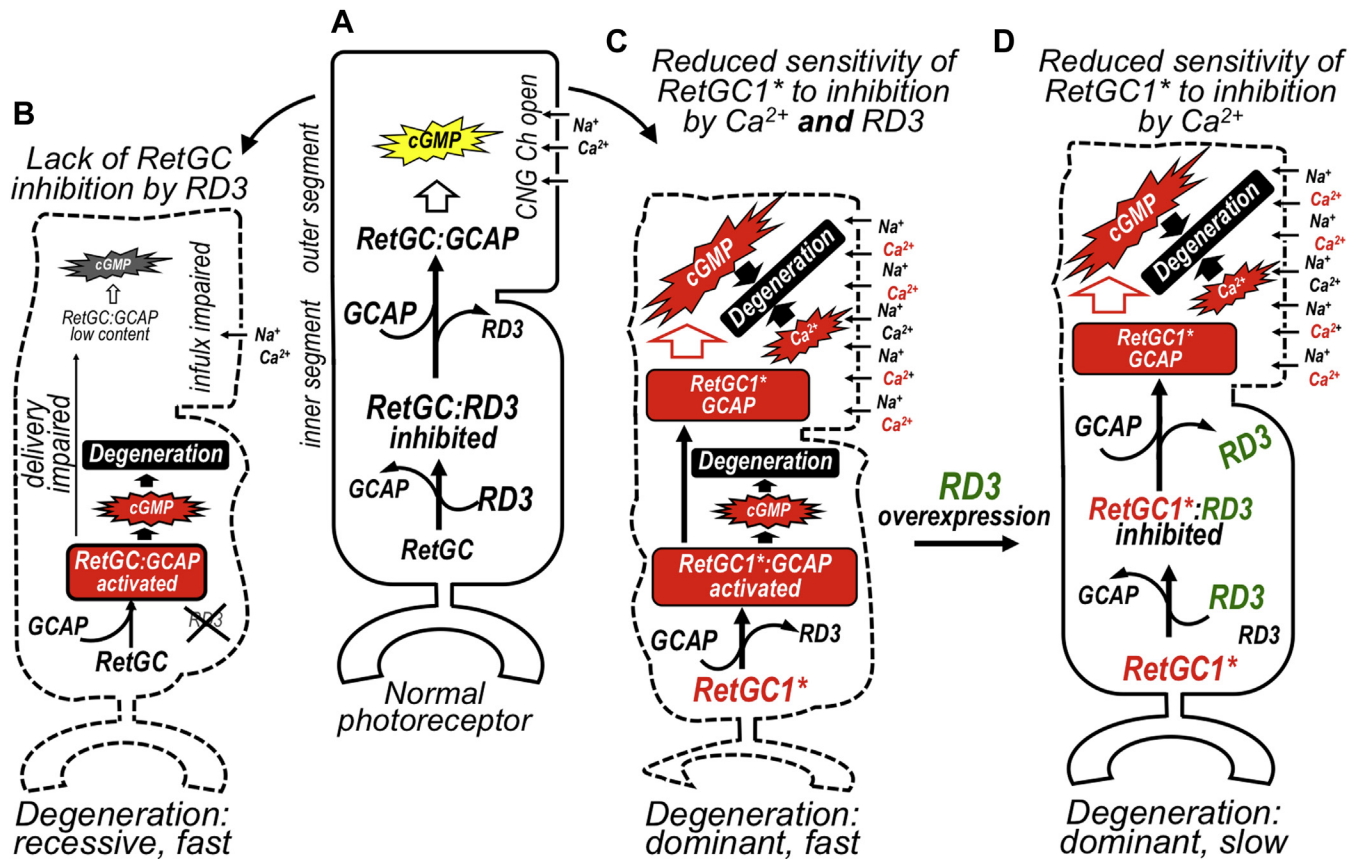 A
outer segment
inner segment
cGMP
CNG Ch open
Na⁺
Ca²⁺
RetGC:GCAP
GCAP
RD3
RetGC:RD3
inhibited
GCAP
RD3
RetGC
Normal
photoreceptor
B
Lack of RetGC
inhibition by RD3
cGMP
RetGC:GCAP
low content
infulx impaired
Na⁺
Ca²⁺
delivery
impaired
Degeneration
cGMP
RetGC:GCAP
activated
GCAP
RD3
RetGC
Degeneration:
recessive, fast
C
Reduced sensitivity of
RetGC1* to inhibition
by Ca²⁺ and RD3
cGMP
Degeneration
Ca²⁺
Na⁺
Ca²⁺
Na⁺
Ca²⁺
Na⁺
Ca²⁺
Na⁺
Ca²⁺
Na⁺
Ca²⁺
RetGC1*
GCAP
Degeneration
cGMP
RetGC1*:GCAP
activated
GCAP
RD3
RetGC1*
Degeneration:
dominant, fast
RD3
overexpression
D
Reduced sensitivity of
RetGC1* to inhibition
by Ca²⁺
cGMP
Degeneration
Ca²⁺
Na⁺
Ca²⁺
Na⁺
Ca²⁺
Na⁺
Ca²⁺
Na⁺
Ca²⁺
Na⁺
Ca²⁺
RetGC1*
GCAP
GCAP
RD3
RetGC1*:RD3
inhibited
GCAP
RD3
RD3
RetGC1*
Degeneration:
dominant, slow